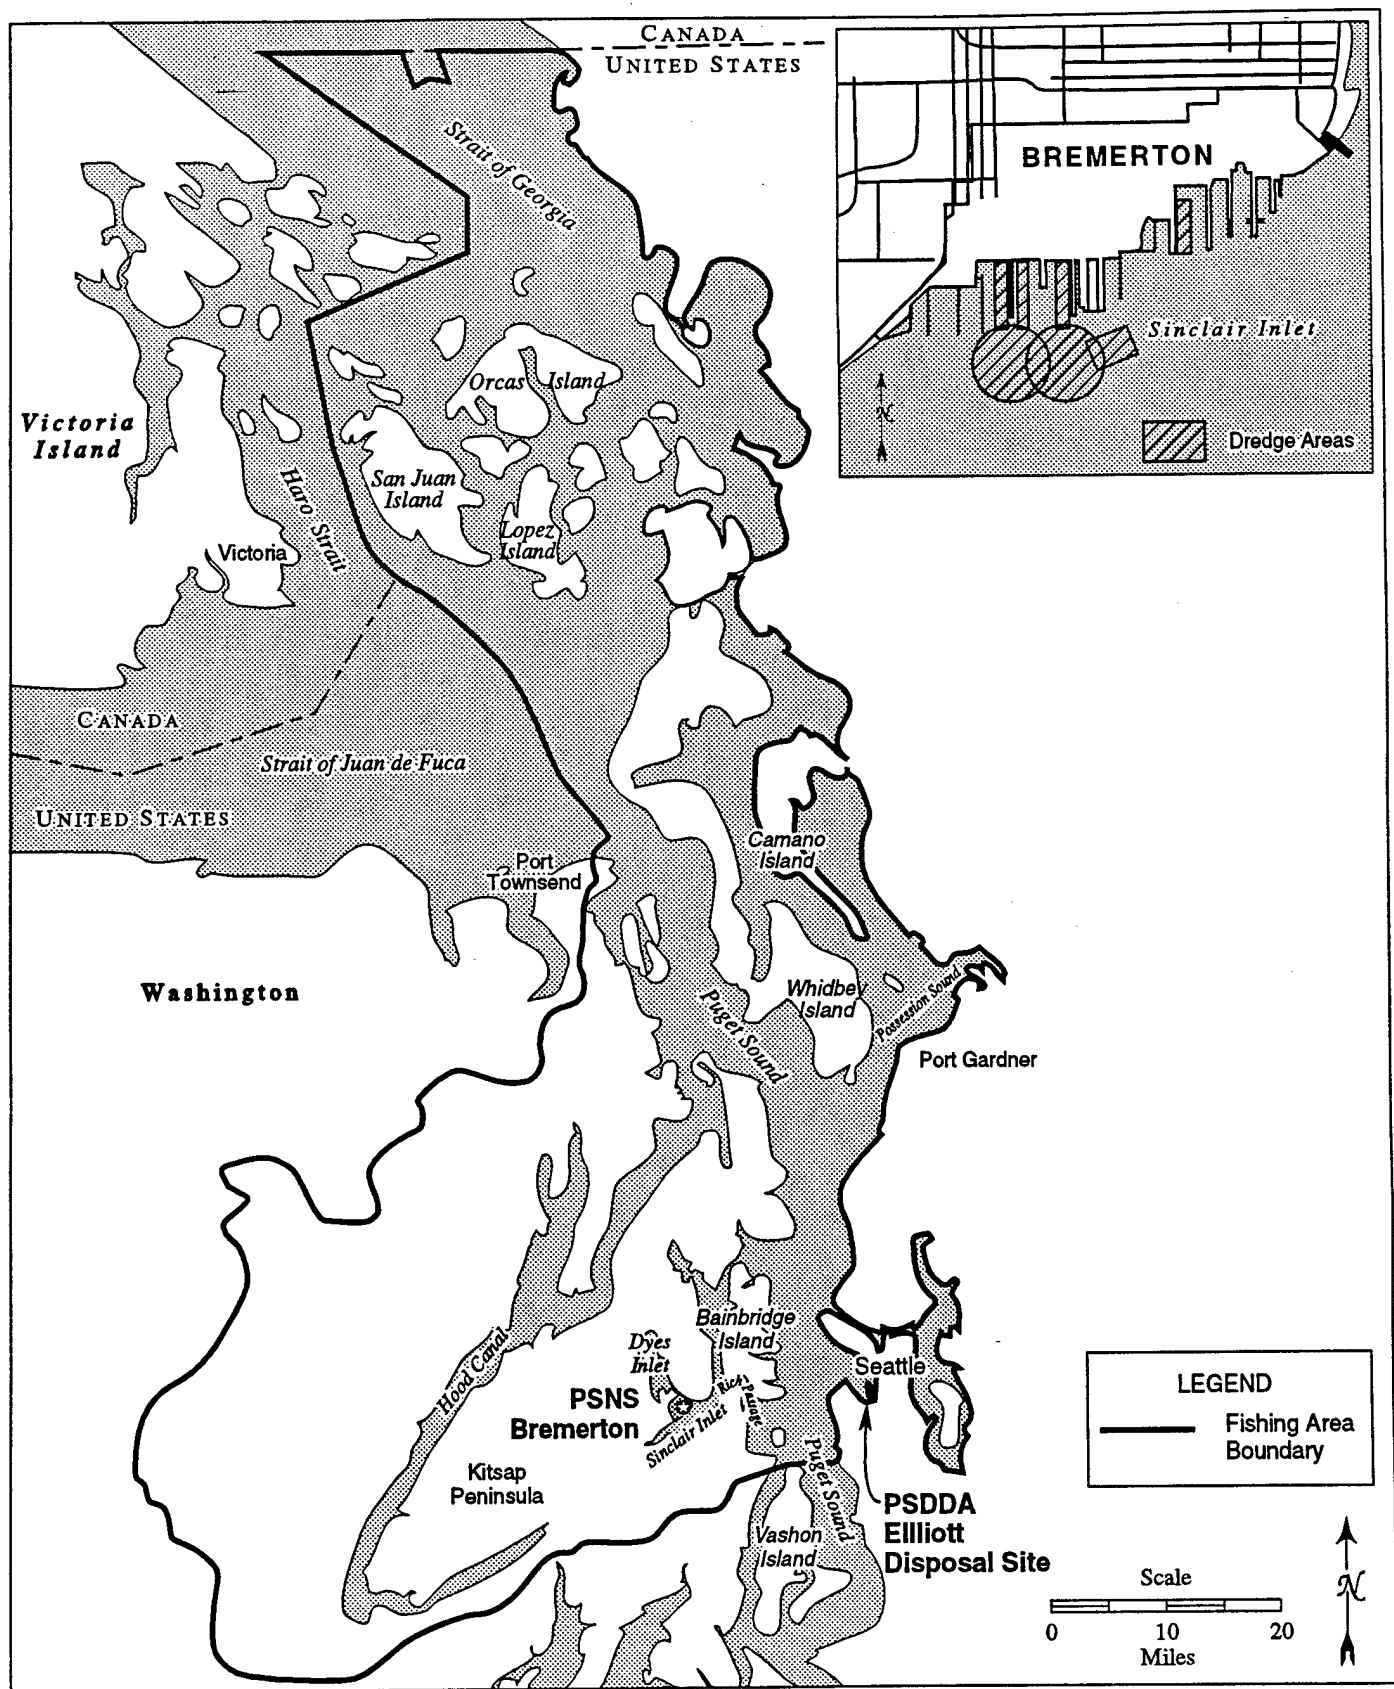 CANADA
UNITED STATES
BREMERTON
Sinclair Inlet
N
Dredge Areas
Strait of Georgia
Orcas Island
Victoria
Island
San Juan
Island
Haro Strait
Lopez
Island
Victoria
CANADA
Strait of Juan de Fuca
UNITED STATES
Camano
Island
Port
Townsend
Washington
Whidbey
Island
Possession Sound
Puget Sound
Port Gardner
Bainbridge
Island
Dyes
Inlet
Seattle
Hood Canal
PSNS
Bremerton
Rich Passage
Sinclair Inlet
Kitsap
Peninsula
Puget Sound
Vashon
Island
PSDDA
Ellliott
Disposal Site
LEGEND
Fishing Area
Boundary
Scale
0 10 20
Miles
N